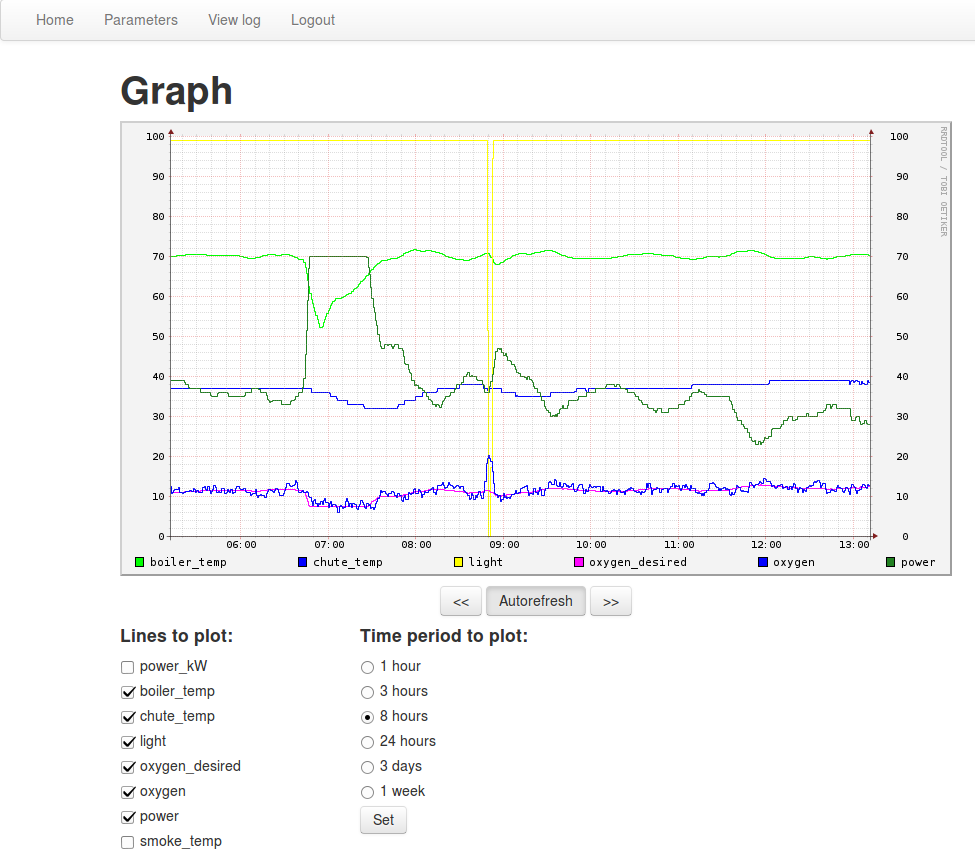 Home Parameters View log Logout
Graph
100 100
90 90
80 80
70 70
60 60
50 50
40 40
30 30
20 20
10 10
0 0
06:00 07:00 08:00 09:00 10:00 11:00 12:00 13:00
RRDTOOL / TOBI OETIKER
boiler_temp chute_temp light oxygen_desired oxygen power
<< Autorefresh >>
Lines to plot:
power_kW
boiler_temp
chute_temp
light
oxygen_desired
oxygen
power
smoke_temp
Time period to plot:
1 hour
3 hours
8 hours
24 hours
3 days
1 week
Set